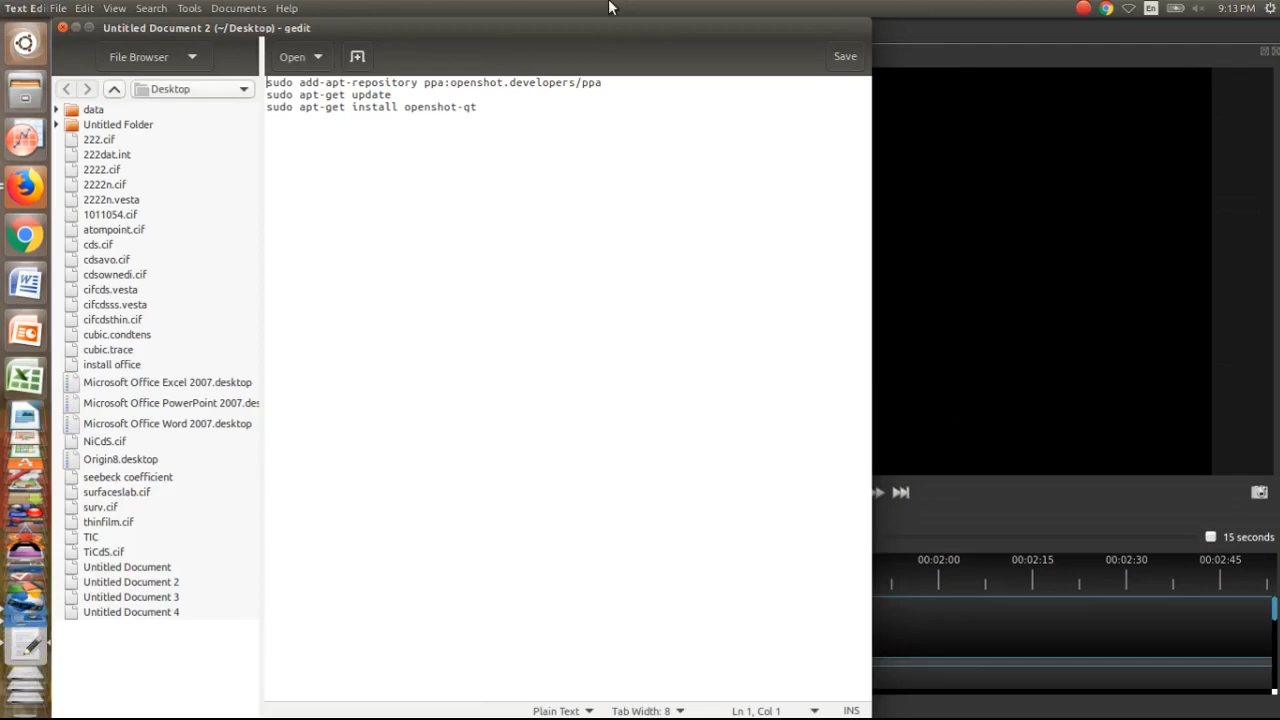 Text Edi File Edit View Search Tools Documents Help
En
9:13 PM
Untitled Document 2 (~/Desktop) - gedit
File Browser
Open
Save
Desktop
data
Untitled Folder
222.cif
222dat.int
2222.cif
2222n.cif
2222n.vesta
1011054.cif
atompoint.cif
cds.cif
cdsavo.cif
cdsownedi.cif
cifcds.vesta
cifcdsss.vesta
cifcdsthin.cif
cubic.condtens
cubic.trace
install office
Microsoft Office Excel 2007.desktop
Microsoft Office PowerPoint 2007.des
Microsoft Office Word 2007.desktop
NiCdS.cif
Origin8.desktop
seebeck coefficient
surfaceslab.cif
surv.cif
thinfilm.cif
TIC
TiCdS.cif
Untitled Document
Untitled Document 2
Untitled Document 3
Untitled Document 4
sudo add-apt-repository ppa:openshot.developers/ppa
sudo apt-get update
sudo apt-get install openshot-qt
15 seconds
00:02:00 00:02:15 00:02:30 00:02:45
Plain Text Tab Width: 8 Ln 1, Col 1 INS